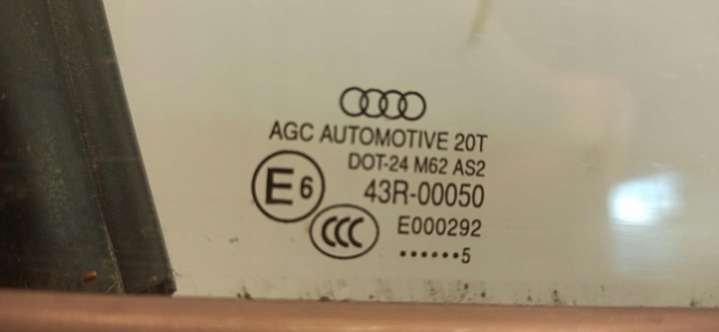 AGC AUTOMOTIVE 20T
DOT-24 M62 AS2
E6
43R-00050
CCC
E000292
••••••5